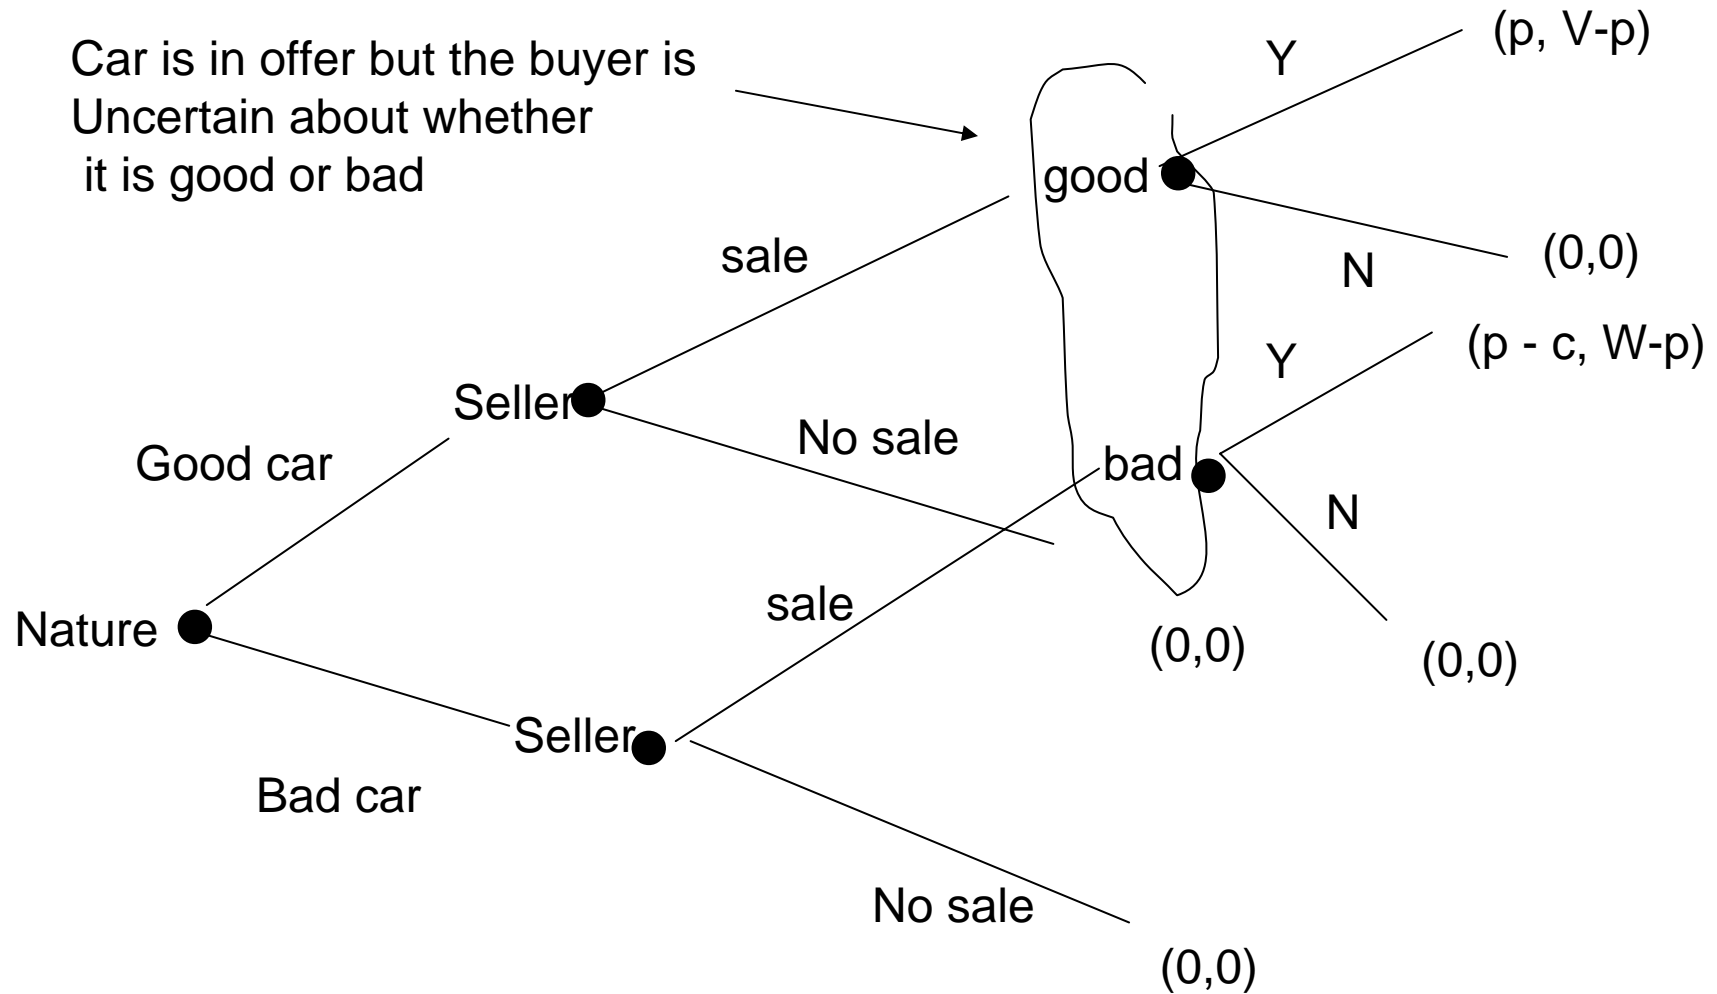 Car is in offer but the buyer is
Uncertain about whether
it is good or bad
Y
(p, V-p)
good
sale
N
(0,0)
Y
(p - c, W-p)
Seller
No sale
Good car
bad
N
sale
Nature
(0,0)
(0,0)
Seller
Bad car
No sale
(0,0)